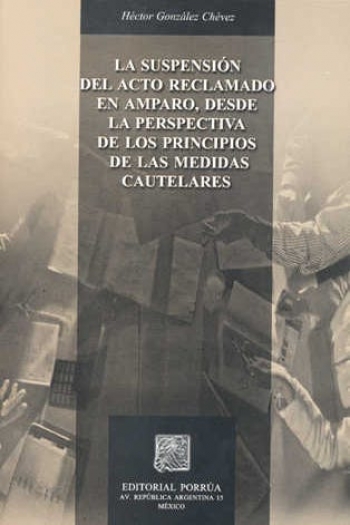 Héctor González Chévez
LA SUSPENSIÓN
DEL ACTO RECLAMADO
EN AMPARO, DESDE
LA PERSPECTIVA
DE LOS PRINCIPIOS
DE LAS MEDIDAS
CAUTELARES
EDITORIAL PORRÚA
AV. REPÚBLICA ARGENTINA 15
MÉXICO